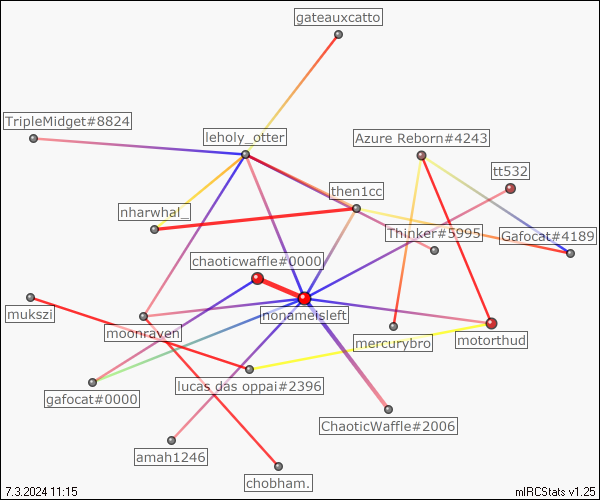 gateauxcatto
TripleMidget#8824
leholy_otter
Azure Reborn#4243
tt532
then1cc
nharwhal_
Thinker#5995
Gafocat#4189
chaoticwaffle#0000
nonameisleft
mukszi
moonraven
mercurybro
motorthud
lucas das oppai#2396
gafocat#0000
ChaoticWaffle#2006
amah1246
chobham.
7.3.2024 11:15
mIRCStats v1.25